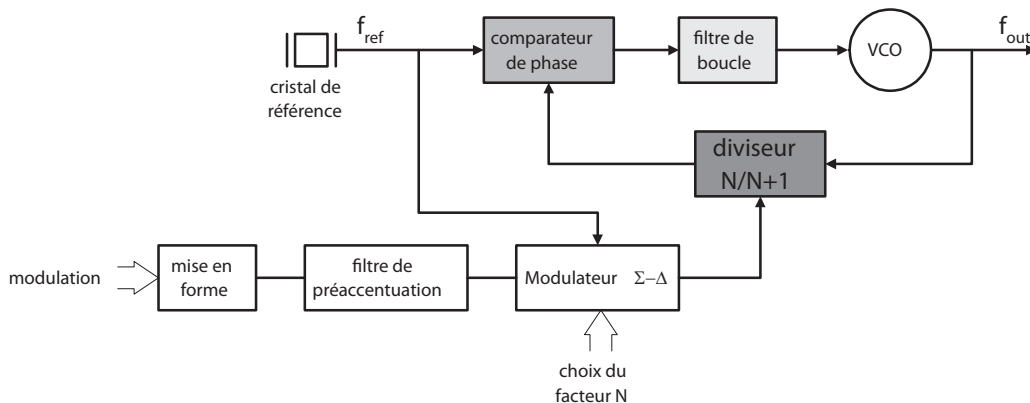 f_ref
comparateur
de phase
filtre de
boucle
VCO
f_out
cristal de
référence
diviseur
N/N+1
modulation
mise en
forme
filtre de
préaccentuation
Modulateur Σ–Δ
choix du
facteur N